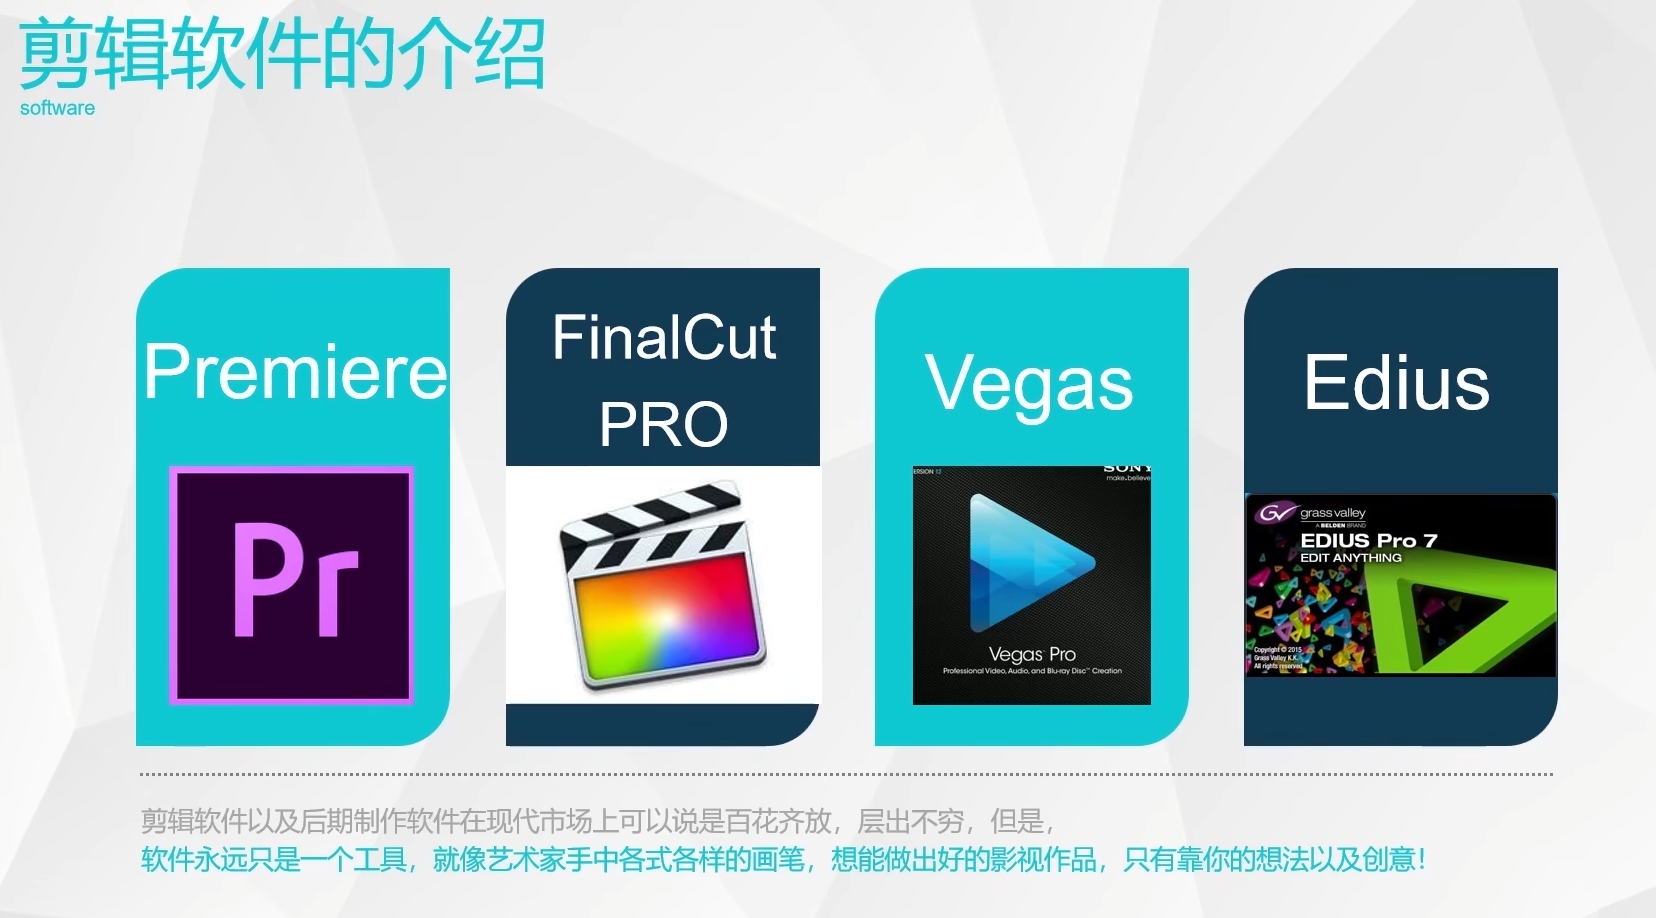 剪辑软件的介绍
software
Premiere
FinalCut
PRO
Vegas
Edius
Pr
ERSION 12
SONY
make.believe
Vegas Pro
Professional Video, Audio, and Blu-ray Disc™ Creation
GV grass valley
A BELDEN BRAND
EDIUS Pro 7
EDIT ANYTHING
Copyright © 2015
Grass Valley K.K.
All rights reserved
剪辑软件以及后期制作软件在现代市场上可以说是百花齐放，层出不穷，但是，
软件永远只是一个工具，就像艺术家手中各式各样的画笔，想能做出好的影视作品，只有靠你的想法以及创意！